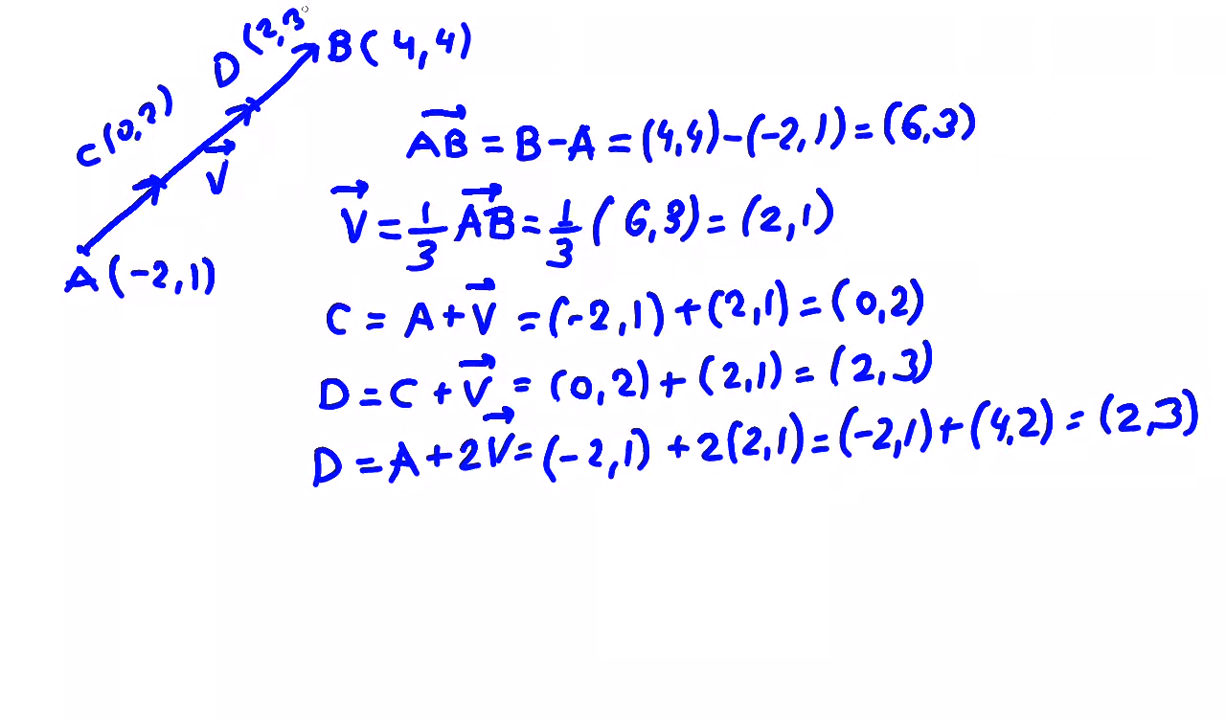 D(2,3
B(4,4)
C(0,2)
V⃗
A(-2,1)
A⃗B⃗ = B-A = (4,4)-(-2,1) = (6,3)
V⃗ = 1/3 A⃗B⃗ = 1/3 (6,3) = (2,1)
C = A+V⃗ = (-2,1)+(2,1) = (0,2)
D = C+V⃗ = (0,2)+(2,1) = (2,3)
D = A+2V⃗ = (-2,1)+2(2,1) = (-2,1)+(4,2) = (2,3)